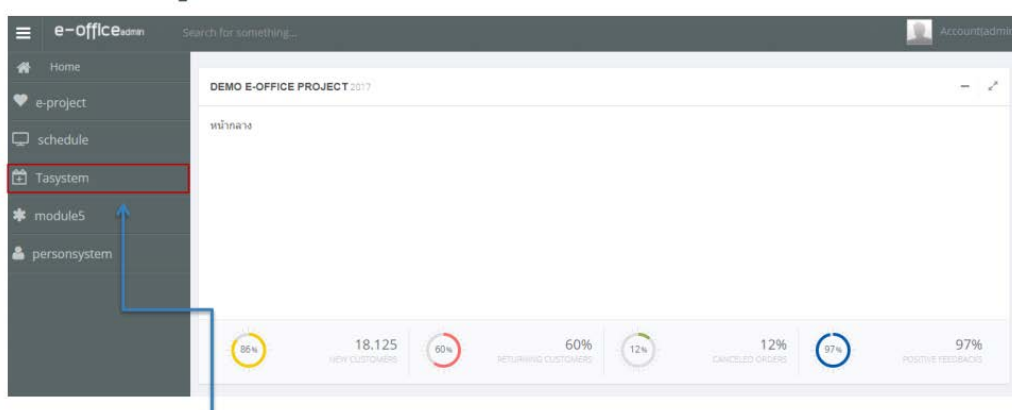 e-officeadmin
Search for something...
Account(admin
Home
e-project
schedule
Tasystem
module5
personsystem
DEMO E-OFFICE PROJECT 2017
หน้ากลาง
86%
18.125
NEW CUSTOMERS
60%
60%
RETURNING CUSTOMERS
12%
12%
CANCELED ORDERS
97%
97%
POSITIVE FEEDBACKS